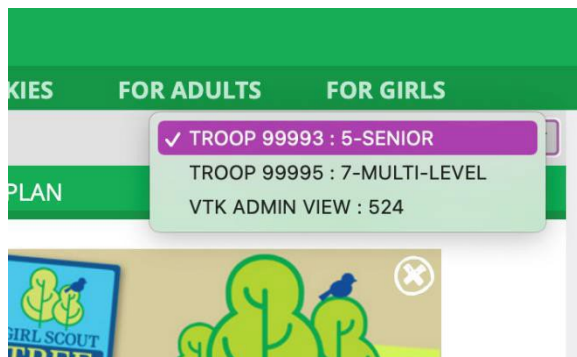 KIES FOR ADULTS FOR GIRLS
✓ TROOP 99993 : 5-SENIOR
TROOP 99995 : 7-MULTI-LEVEL
PLAN
VTK ADMIN VIEW : 524
GIRL SCOUT
TREE